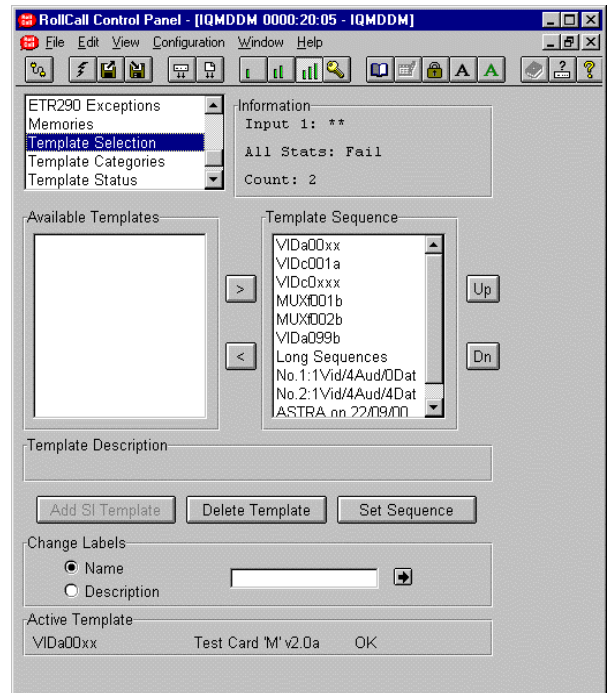 RollCall Control Panel - [IQMDDM 0000:20:05 - IQMDDM]
File Edit View Configuration Window Help
A A ?
ETR290 Exceptions
Memories
Template Selection
Template Categories
Template Status
Information
Input 1: **
All Stats: Fail
Count: 2
Available Templates
>
<
Template Sequence
VIDa00xx
VIDc001a
VIDc0xxx
MUXf001b
MUXf002b
VIDa099b
Long Sequences
No.1:1Vid/4Aud/0Dat
No.2:1Vid/4Aud/4Dat
ASTRA on 22/09/00
Up
Dn
Template Description
Add SI Template Delete Template Set Sequence
Change Labels
Name
Description
Active Template
VIDa00xx Test Card 'M' v2.0a OK